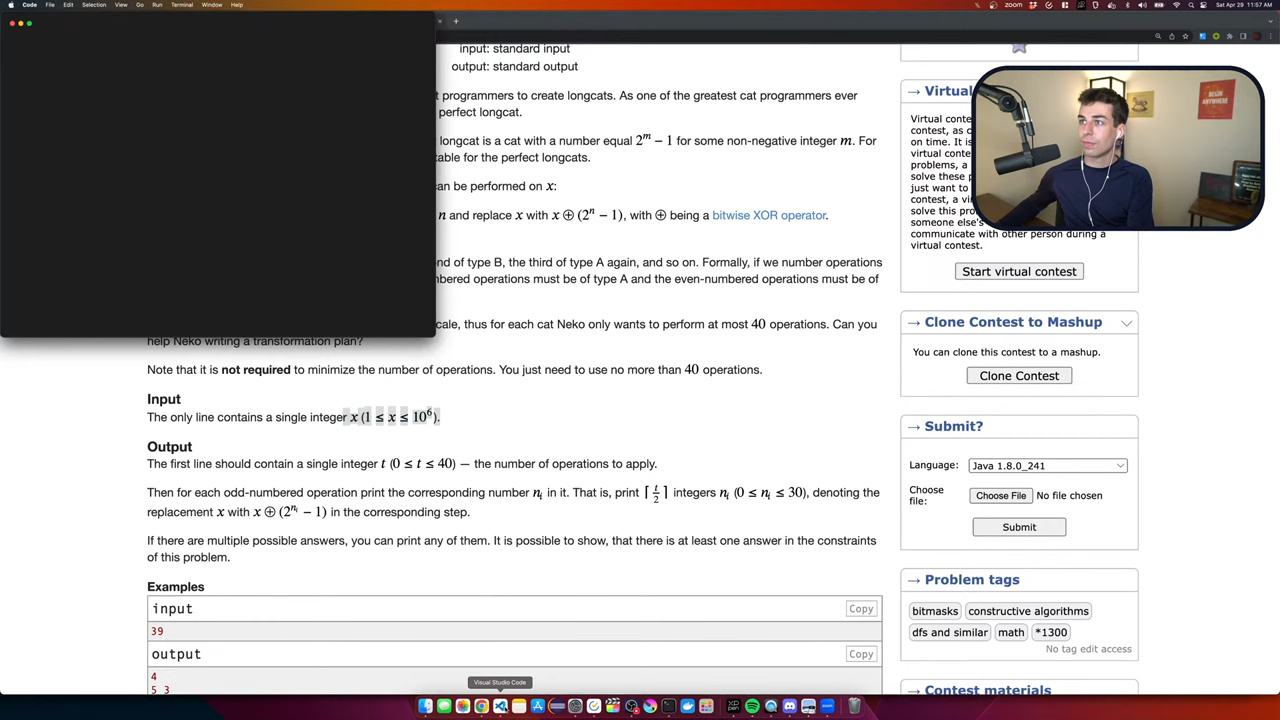 Code File Edit Selection View Go Run Terminal Window Help
zoom
Sat Apr 29 11:57 AM
input: standard input
output: standard output
t programmers to create longcats. As one of the greatest cat programmers ever
perfect longcat.
longcat is a cat with a number equal 2^m − 1 for some non-negative integer m. For
table for the perfect longcats.
can be performed on x:
n and replace x with x ⊕ (2^n − 1), with ⊕ being a bitwise XOR operator.
nd of type B, the third of type A again, and so on. Formally, if we number operations
bered operations must be of type A and the even-numbered operations must be of
cale, thus for each cat Neko only wants to perform at most 40 operations. Can you
help Neko writing a transformation plan?
Note that it is not required to minimize the number of operations. You just need to use no more than 40 operations.
Input
The only line contains a single integer x (1 ≤ x ≤ 10^6).
Output
The first line should contain a single integer t (0 ≤ t ≤ 40) — the number of operations to apply.
Then for each odd-numbered operation print the corresponding number n_i in it. That is, print ⌈t/2⌉ integers n_i (0 ≤ n_i ≤ 30), denoting the
replacement x with x ⊕ (2^{n_i} − 1) in the corresponding step.
If there are multiple possible answers, you can print any of them. It is possible to show, that there is at least one answer in the constraints
of this problem.
Examples
input
Copy
39
output
Copy
4
5 3
→ Virtual
Virtual conte
contest, as c
on time. It is
virtual conte
problems, a
solve these p
just want to
contest, a vi
solve this pro
someone else's
communicate with other person during a
virtual contest.
Start virtual contest
→ Clone Contest to Mashup
You can clone this contest to a mashup.
Clone Contest
→ Submit?
Language:
Java 1.8.0_241
Choose
file:
Choose File No file chosen
Submit
→ Problem tags
bitmasks constructive algorithms
dfs and similar math *1300
No tag edit access
→ Contest materials
BEGIN
ANYWHERE
Visual Studio Code